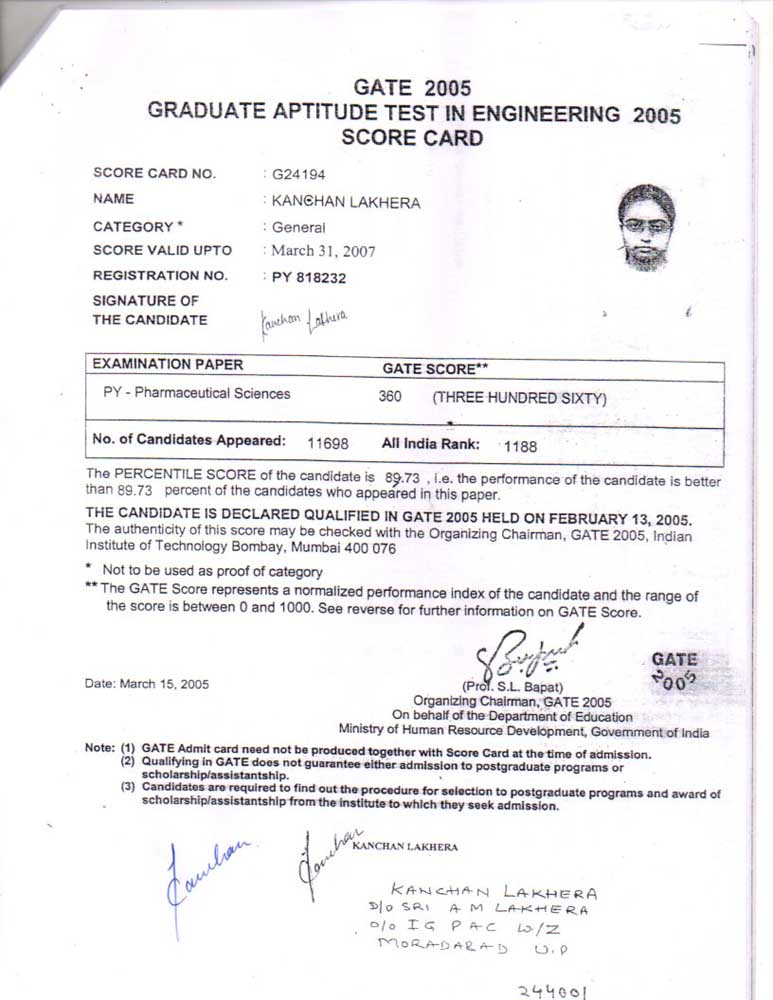 GATE 2005
GRADUATE APTITUDE TEST IN ENGINEERING 2005
SCORE CARD
SCORE CARD NO. : G24194
NAME : KANCHAN LAKHERA
CATEGORY * : General
SCORE VALID UPTO : March 31, 2007
REGISTRATION NO. : PY 818232
SIGNATURE OF
THE CANDIDATE Kanchan Lakhera
EXAMINATION PAPER GATE SCORE**
PY - Pharmaceutical Sciences 360 (THREE HUNDRED SIXTY)
No. of Candidates Appeared: 11698 All India Rank: 1188
The PERCENTILE SCORE of the candidate is 89.73 , i.e. the performance of the candidate is better
than 89.73 percent of the candidates who appeared in this paper.
THE CANDIDATE IS DECLARED QUALIFIED IN GATE 2005 HELD ON FEBRUARY 13, 2005.
The authenticity of this score may be checked with the Organizing Chairman, GATE 2005, Indian
Institute of Technology Bombay, Mumbai 400 076
* Not to be used as proof of category
** The GATE Score represents a normalized performance index of the candidate and the range of
the score is between 0 and 1000. See reverse for further information on GATE Score.
GATE
2005
Date: March 15, 2005
(Prof. S.L. Bapat)
Organizing Chairman, GATE 2005
On behalf of the Department of Education
Ministry of Human Resource Development, Government of India
Note: (1) GATE Admit card need not be produced together with Score Card at the time of admission.
(2) Qualifying in GATE does not guarantee either admission to postgraduate programs or
scholarship/assistantship.
(3) Candidates are required to find out the procedure for selection to postgraduate programs and award of
scholarship/assistantship from the institute to which they seek admission.
Kanchan
Kanchan
KANCHAN LAKHERA
KANCHAN LAKHERA
D/O SRI A M LAKHERA
O/O IG PAC W/Z
MORADABAD U.P
244001